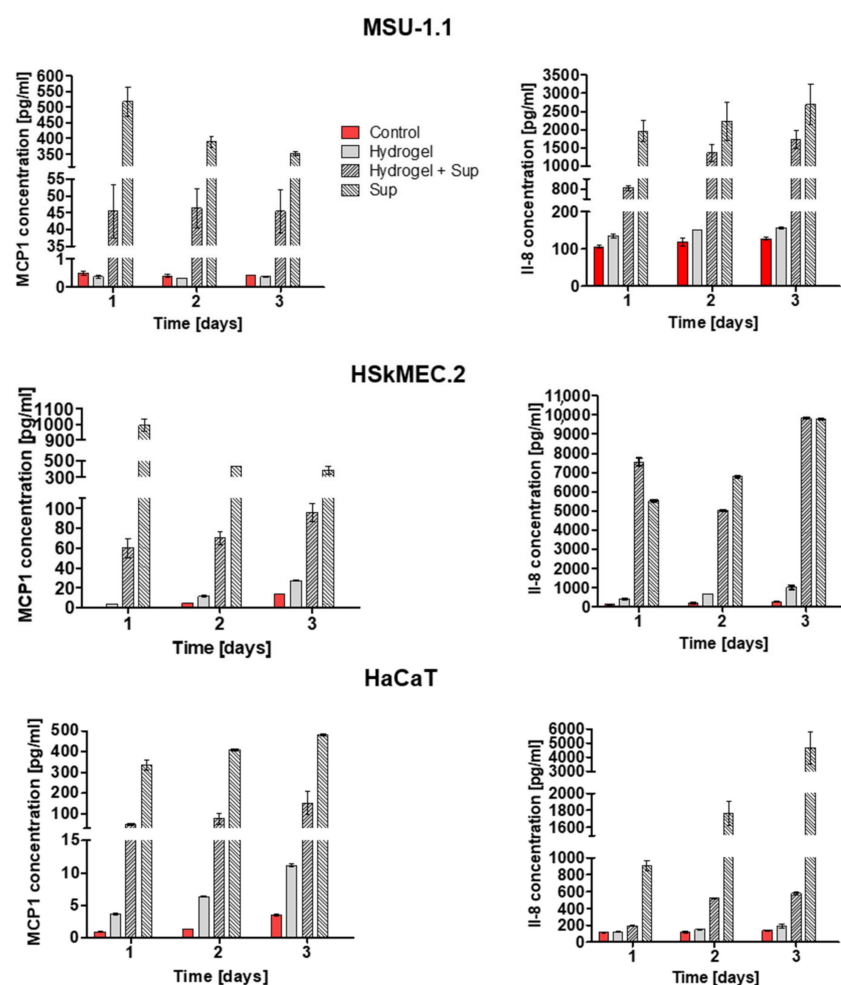 MSU-1.1
MCP1 concentration [pg/ml]
600
550
500
450
400
350
55
50
45
40
35
1
0
1 2 3
Time [days]
Control
Hydrogel
Hydrogel + Sup
Sup
Il-8 concentration [pg/ml]
3500
3000
2500
2000
1500
1000
800
200
100
0
1 2 3
Time [days]
HSkMEC.2
MCP1 concentration [pg/ml]
1100
1000
900
500
300
100
80
60
40
20
0
1 2 3
Time [days]
Il-8 concentration [pg/ml]
11,000
10,000
9000
8000
7000
6000
5000
4000
3000
2000
1000
0
1 2 3
Time [days]
HaCaT
MCP1 concentration [pg/ml]
500
400
300
200
100
15
10
5
0
1 2 3
Time [days]
Il-8 concentration [pg/ml]
6000
5000
4000
3000
2000
1800
1600
1000
800
600
400
200
0
1 2 3
Time [days]